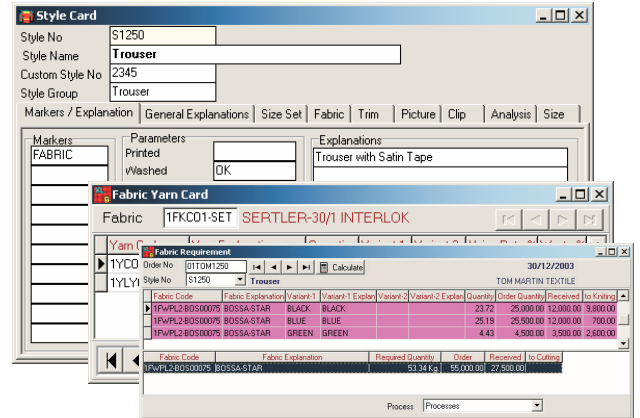 Style Card
Style No S1250
Style Name Trouser
Custom Style No 2345
Style Group Trouser
Markers / Explanation General Explanations Size Set Fabric Trim Picture Clip Analysis Size
Markers Parameters Explanations
FABRIC Printed Trouser with Satin Tape
Washed OK
Fabric Yarn Card
Fabric 1FKC01-SET SERTLER-30/1 INTERLOK
1YCO
1YLY
Fabric Requirement
Order No 01TOM1250 Calculate 30/12/2003
Style No S1250 Trouser TOM MARTIN TEXTILE
Fabric Code Fabric Explanation Variant-1 Variant-1 Explan Variant-2 Variant-2 Explan Quantity Order Quantity Received to Kniting
1FWPL2-BOS00075 BOSSA-STAR BLACK BLACK 23.72 25,000.00 12,000.00 9,800.00
1FWPL2-BOS00075 BOSSA-STAR BLUE BLUE 25.19 25,500.00 12,000.00 700.00
1FWPL2-BOS00075 BOSSA-STAR GREEN GREEN 4.43 4,500.00 3,500.00 2,600.00
Fabric Code Fabric Explanation Required Quantity Order Received to Cutting
1FWPL2-BOS00075 BOSSA-STAR 53.34 Kg. 55,000.00 27,500.00
Process Processes